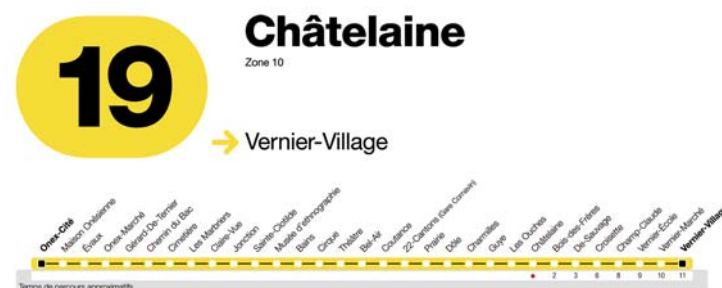 19
Châtelaine
Zone 10
Vernier-Village
Onex-Cité
Maison Onésienne
Évaux
Onex-Marché
Gérard-De-Ternier
Chemin du Bac
Cimetière
Les Marbriers
Claire-Vue
Jonction
Sainte-Clotilde
Musée d'ethnographie
Bains
Cirque
Théâtre
Bel-Air
Coutance
22-Cantons (Gare Cornavin)
Prairie
Dôle
Charmilles
Guye
Les Ouches
Châtelaine
Bois-des-Frères
De-Sauvage
Croisette
Champ-Claude
Vernier-École
Vernier-Marché
Vernier-Village
2 3 6 8 9 10 11
Temps de parcours approximatifs